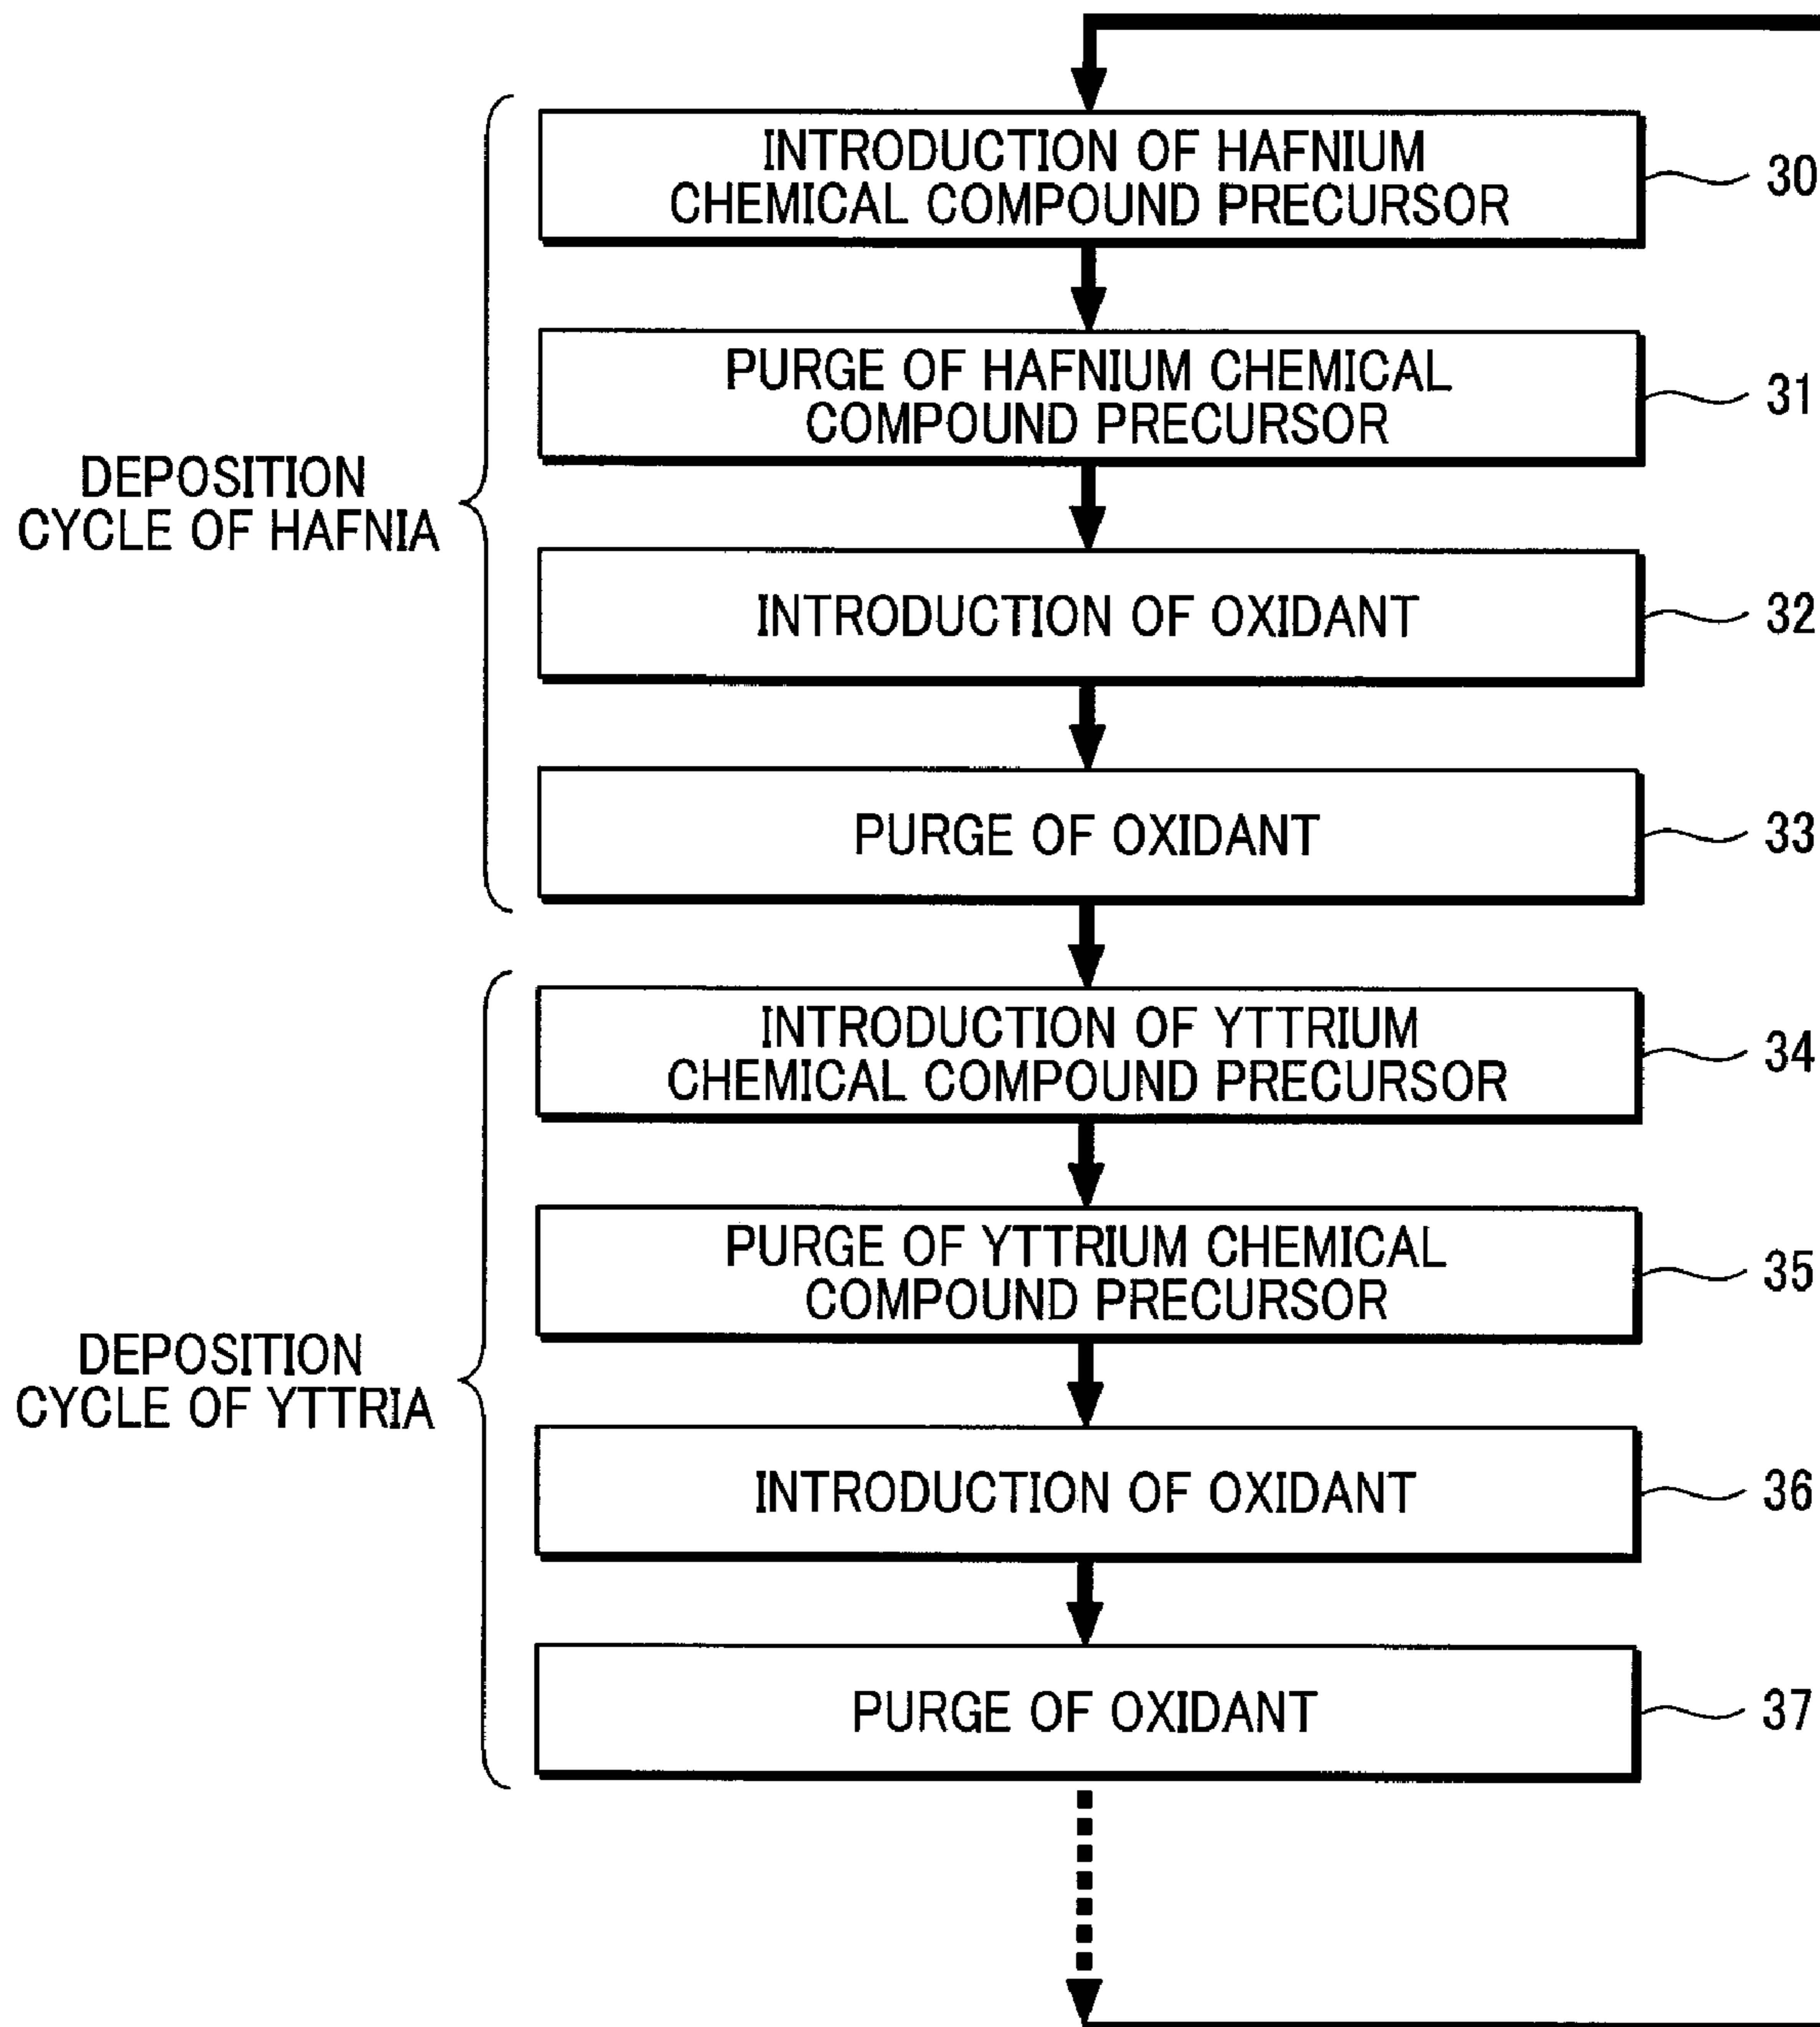 INTRODUCTION OF HAFNIUM
CHEMICAL COMPOUND PRECURSOR
30
PURGE OF HAFNIUM CHEMICAL
COMPOUND PRECURSOR
31
DEPOSITION
CYCLE OF HAFNIA
INTRODUCTION OF OXIDANT
32
PURGE OF OXIDANT
33
INTRODUCTION OF YTTRIUM
CHEMICAL COMPOUND PRECURSOR
34
PURGE OF YTTRIUM CHEMICAL
COMPOUND PRECURSOR
35
DEPOSITION
CYCLE OF YTTRIA
INTRODUCTION OF OXIDANT
36
PURGE OF OXIDANT
37